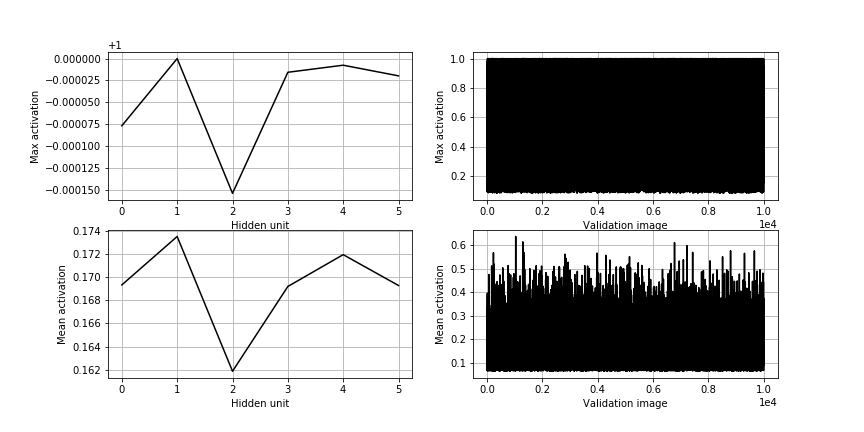 +1
0.000000
−0.000025
−0.000050
−0.000075
−0.000100
−0.000125
−0.000150
Max activation
0 1 2 3 4 5
Hidden unit
1.0
0.8
0.6
0.4
0.2
Max activation
0.0 0.2 0.4 0.6 0.8 1.0
Validation image
1e4
0.174
0.172
0.170
0.168
0.166
0.164
0.162
Mean activation
0 1 2 3 4 5
Hidden unit
0.6
0.5
0.4
0.3
0.2
0.1
Mean activation
0.0 0.2 0.4 0.6 0.8 1.0
Validation image
1e4